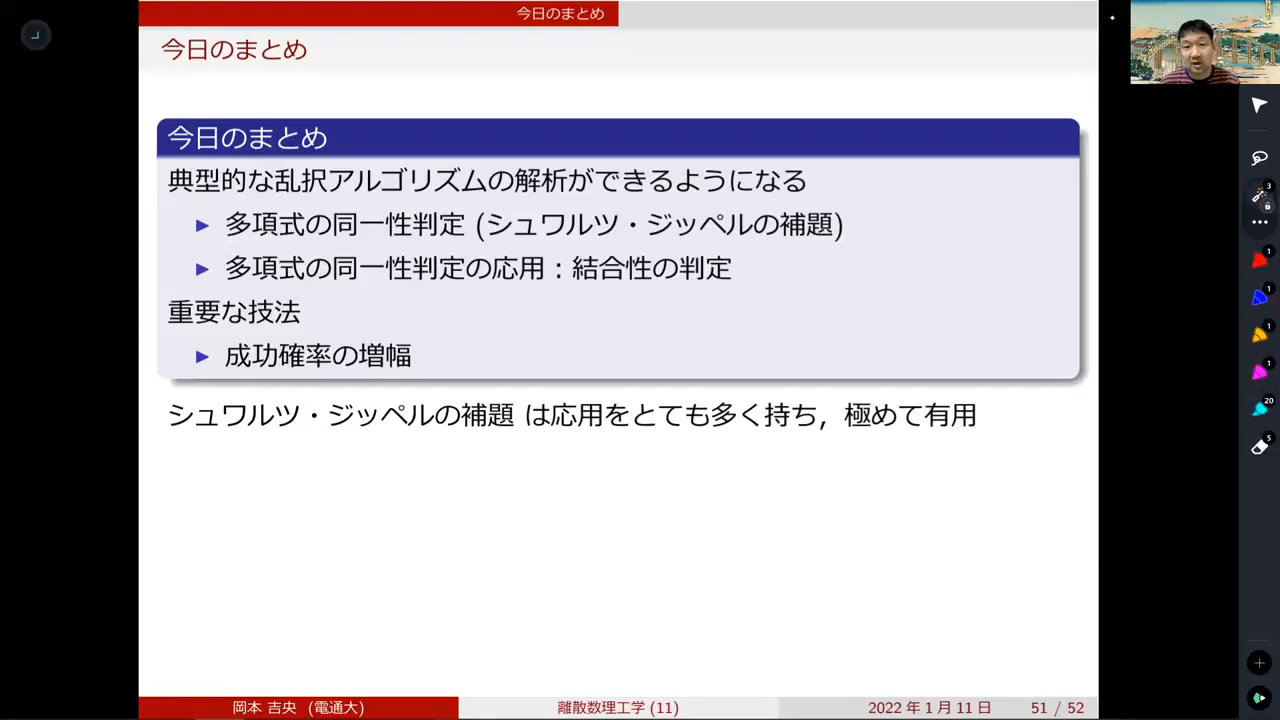 今日のまとめ
今日のまとめ
今日のまとめ
典型的な乱択アルゴリズムの解析ができるようになる
▶ 多項式の同一性判定 (シュワルツ・ジッペルの補題)
▶ 多項式の同一性判定の応用：結合性の判定
重要な技法
▶ 成功確率の増幅
シュワルツ・ジッペルの補題 は応用をとても多く持ち，極めて有用
岡本 吉央 (電通大) 離散数理工学 (11) 2022 年 1 月 11 日 51 / 52
3
1
1
1
1
20
5